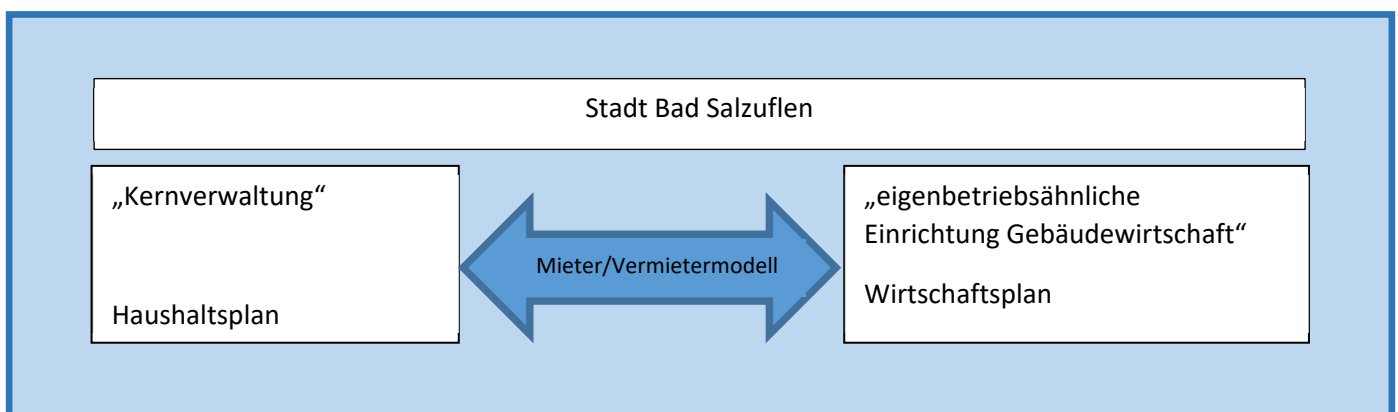 Stadt Bad Salzuflen
„Kernverwaltung“
Haushaltsplan
Mieter/Vermietermodell
„eigenbetriebsähnliche
Einrichtung Gebäudewirtschaft“
Wirtschaftsplan